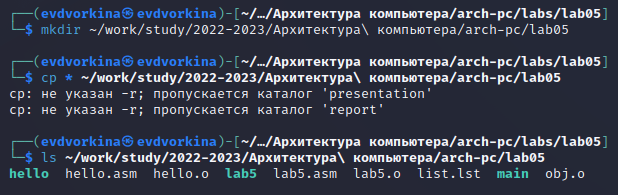 ┌──(evdvorkina㉿evdvorkina)-[~/…/Архитектура компьютера/arch-pc/labs/lab05]
└─$ mkdir ~/work/study/2022-2023/Архитектура\ компьютера/arch-pc/lab05
┌──(evdvorkina㉿evdvorkina)-[~/…/Архитектура компьютера/arch-pc/labs/lab05]
└─$ cp * ~/work/study/2022-2023/Архитектура\ компьютера/arch-pc/lab05
cp: не указан -r; пропускается каталог 'presentation'
cp: не указан -r; пропускается каталог 'report'
┌──(evdvorkina㉿evdvorkina)-[~/…/Архитектура компьютера/arch-pc/labs/lab05]
└─$ ls ~/work/study/2022-2023/Архитектура\ компьютера/arch-pc/lab05
hello  hello.asm  hello.o  lab5  lab5.asm  lab5.o  list.lst  main  obj.o